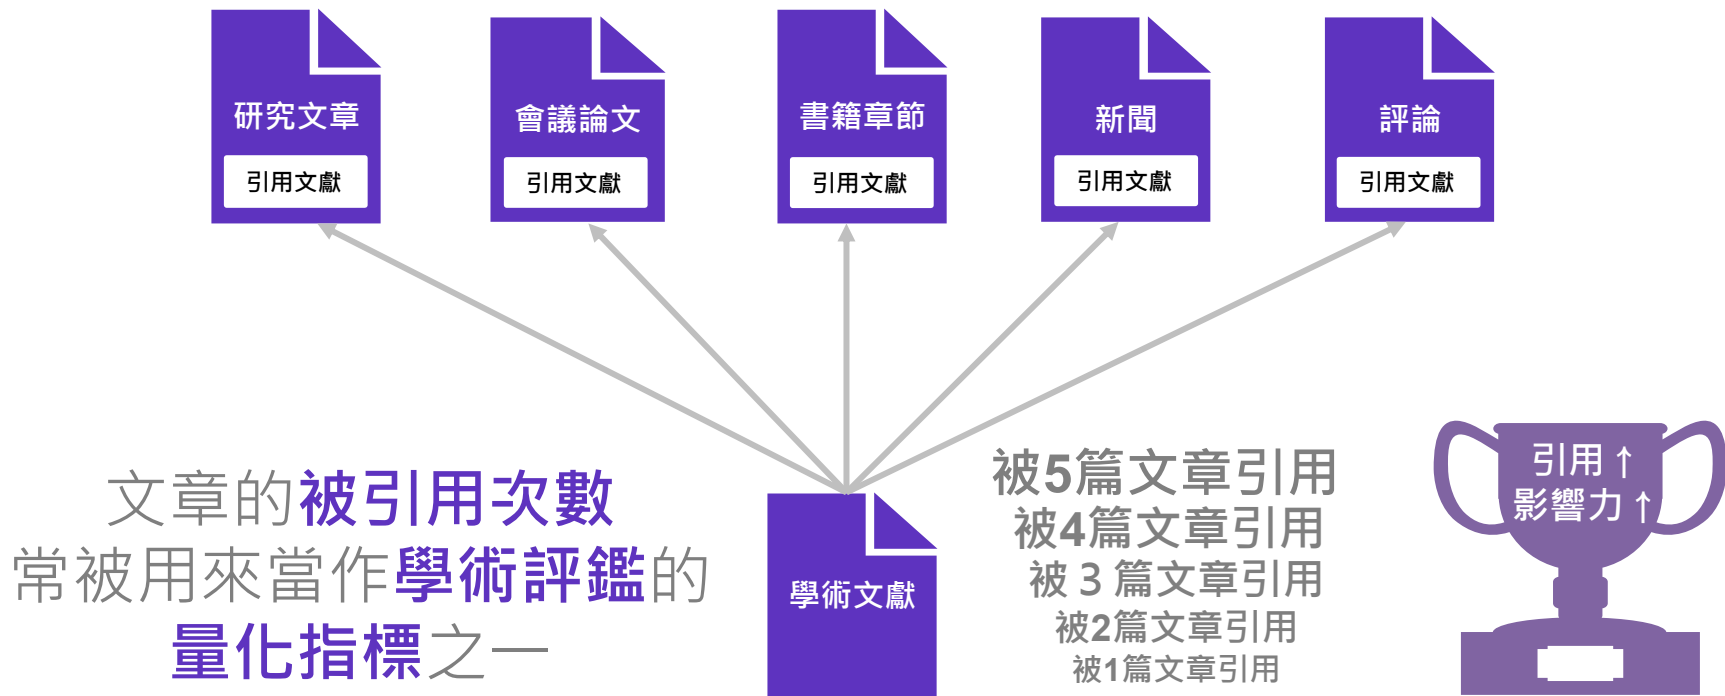 研究文章
引用文獻
會議論文
引用文獻
書籍章節
引用文獻
新聞
引用文獻
評論
引用文獻
文章的被引用次數
常被用來當作學術評鑑的
量化指標之一
學術文獻
被5篇文章引用
被4篇文章引用
被 3 篇文章引用
被2篇文章引用
被1篇文章引用
引用↑
影響力↑